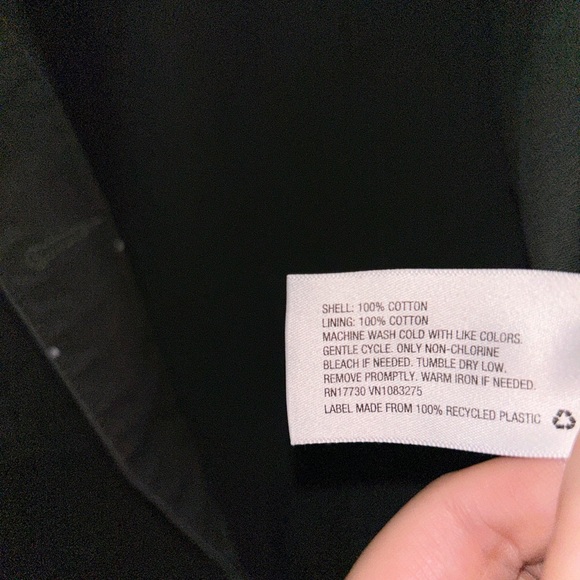 SHELL: 100% COTTON
LINING: 100% COTTON
MACHINE WASH COLD WITH LIKE COLORS.
GENTLE CYCLE. ONLY NON-CHLORINE
BLEACH IF NEEDED. TUMBLE DRY LOW,
REMOVE PROMPTLY. WARM IRON IF NEEDED.
RN17730 VN1083275
LABEL MADE FROM 100% RECYCLED PLASTIC